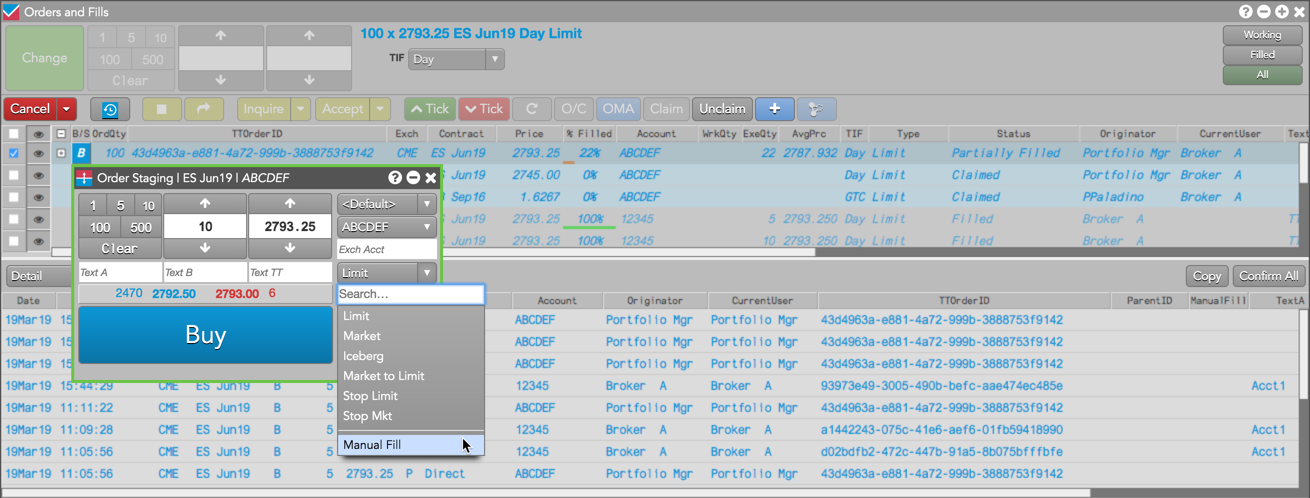 Orders and Fills
Change
1 5 10
100 500
Clear
100 x 2793.25 ES Jun19 Day Limit
TIF Day
Working
Filled
All
Cancel Inquire Accept Tick Tick O/C OMA Claim Unclaim
B/S OrdQty TTOrderID Exch Contract Price % Filled Account WrkQty ExeQty AvgPrc TIF Type Status Originator CurrentUser Text
B 100 43d4963a-e881-4a72-999b-3888753f9142 CME ES Jun19 2793.25 22% ABCDEF 22 2787.932 Day Limit Partially Filled Portfolio Mgr Broker A
Jun19 2745.00 0% ABCDEF Day Limit Claimed Portfolio Mgr Broker A
Sep16 1.6267 0% ABCDEF GTC Limit Claimed PPaladino Broker A
Jun19 2793.25 100% 12345 5 2793.250 Day Limit Filled Broker A TT
Jun19 2793.25 100% 12345 10 2793.250 Day Limit Filled Broker A
Order Staging | ES Jun19 | ABCDEF
1 5 10
100 500
Clear
10
2793.25
<Default>
ABCDEF
Exch Acct
Text A Text B Text TT Limit
2470 2792.50 2793.00 6
Buy
Search...
Limit
Market
Iceberg
Market to Limit
Stop Limit
Stop Mkt
Manual Fill
Detail
Copy Confirm All
Date Account Originator CurrentUser TTOrderID ParentID ManualFill TextA
19Mar19 ABCDEF Portfolio Mgr Portfolio Mgr 43d4963a-e881-4a72-999b-3888753f9142
19Mar19 ABCDEF Portfolio Mgr Portfolio Mgr 43d4963a-e881-4a72-999b-3888753f9142
19Mar19 ABCDEF Portfolio Mgr Portfolio Mgr 43d4963a-e881-4a72-999b-3888753f9142
19Mar19 15:44:29 CME ES Jun19 B 5 12345 Broker A Broker A 93973e49-3005-490b-befc-aae474ec485e Acct1
19Mar19 11:11:22 CME ES Jun19 B 5 ABCDEF Portfolio Mgr Portfolio Mgr 43d4963a-e881-4a72-999b-3888753f9142
19Mar19 11:09:28 CME ES Jun19 B 5 12345 Broker A Broker A a1442243-075c-41e6-aef6-01fb59418990 Acct1
19Mar19 11:05:56 CME ES Jun19 B 5 12345 Broker A Broker A d02bdfb2-472c-447b-91a5-8b075bfffbfe Acct1
19Mar19 11:05:56 CME ES Jun19 B 5 2793.25 P Direct ABCDEF Portfolio Mgr Portfolio Mgr 43d4963a-e881-4a72-999b-3888753f9142